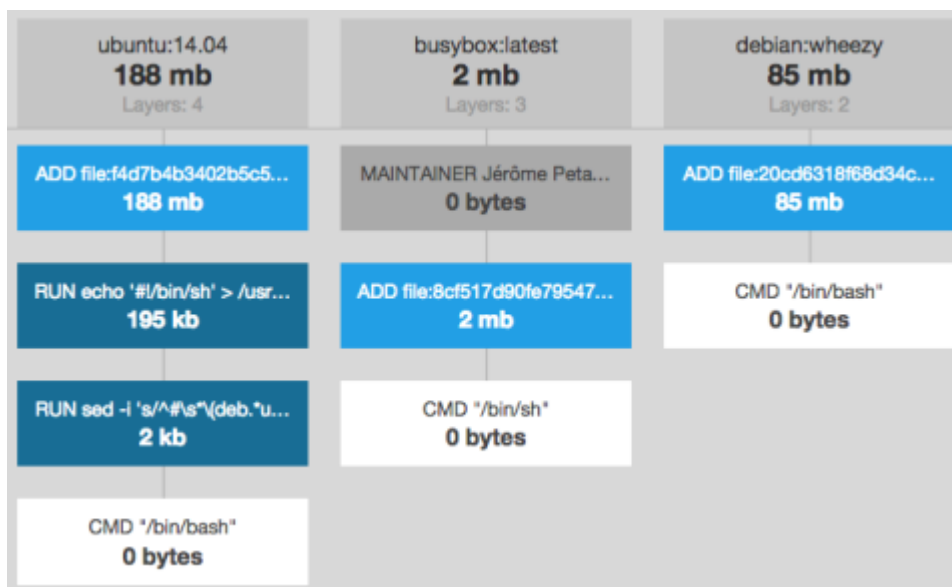 ubuntu:14.04
188 mb
Layers: 4
ADD file:f4d7b4b3402b5c5...
188 mb
RUN echo '#!/bin/sh' > /usr...
195 kb
RUN sed -i 's/^#\s*\(deb.*u...
2 kb
CMD "/bin/bash"
0 bytes
busybox:latest
2 mb
Layers: 3
MAINTAINER Jérôme Peta...
0 bytes
ADD file:8cf517d90fe79547...
2 mb
CMD "/bin/sh"
0 bytes
debian:wheezy
85 mb
Layers: 2
ADD file:20cd6318f68d34c...
85 mb
CMD "/bin/bash"
0 bytes